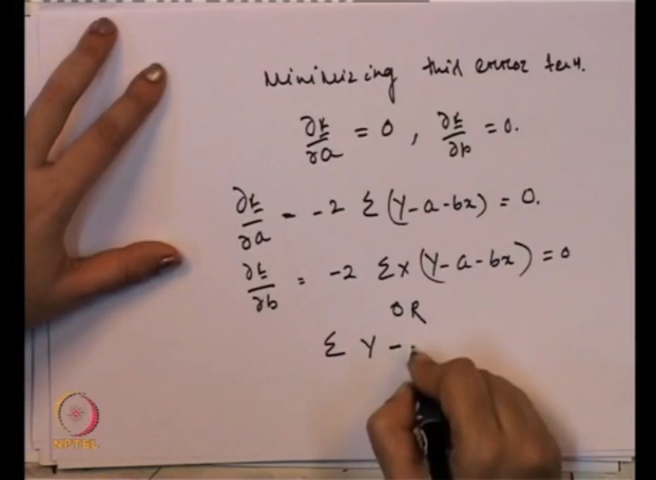 Minimizing this error term.
∂E/∂a = 0 , ∂E/∂b = 0.
∂E/∂a = -2 Σ(Y-a-bx) = 0.
∂E/∂b = -2 Σx(Y-a-bx) = 0
OR
Σ Y -
NPTEL